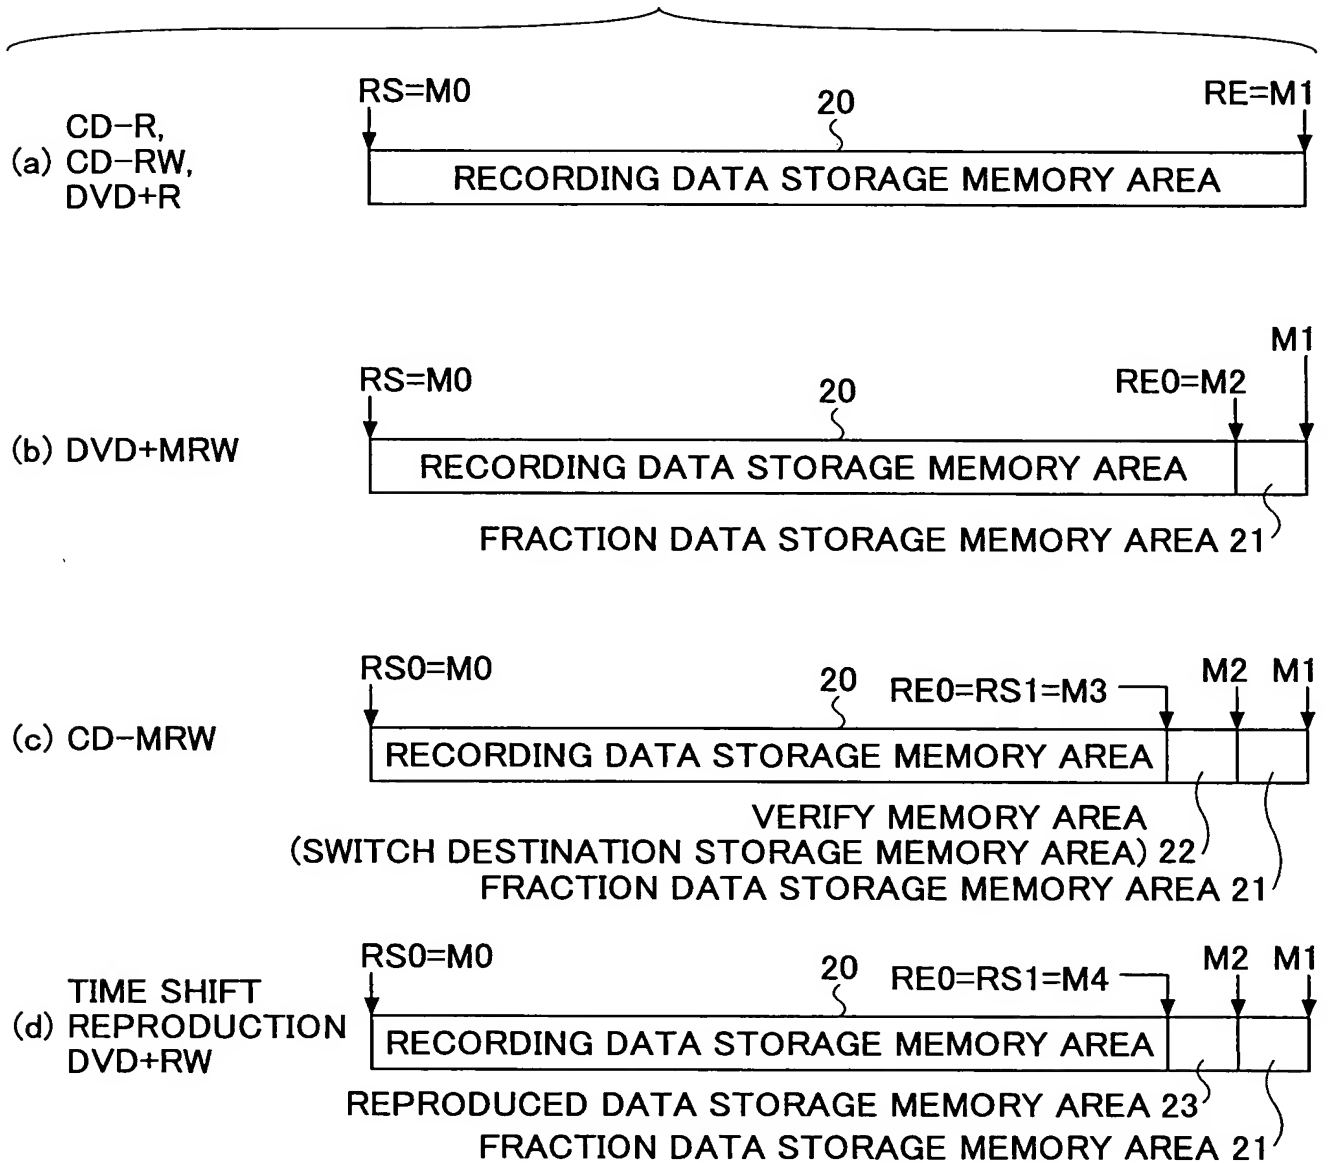 RS=M0
20
RE=M1
CD-R,
(a) CD-RW,
DVD+R
RECORDING DATA STORAGE MEMORY AREA
M1
RS=M0
20
RE0=M2
(b) DVD+MRW
RECORDING DATA STORAGE MEMORY AREA
FRACTION DATA STORAGE MEMORY AREA 21
RS0=M0
20
RE0=RS1=M3
M2
M1
(c) CD-MRW
RECORDING DATA STORAGE MEMORY AREA
VERIFY MEMORY AREA
(SWITCH DESTINATION STORAGE MEMORY AREA) 22
FRACTION DATA STORAGE MEMORY AREA 21
RS0=M0
20
RE0=RS1=M4
M2
M1
TIME SHIFT
(d) REPRODUCTION
DVD+RW
RECORDING DATA STORAGE MEMORY AREA
REPRODUCED DATA STORAGE MEMORY AREA 23
FRACTION DATA STORAGE MEMORY AREA 21